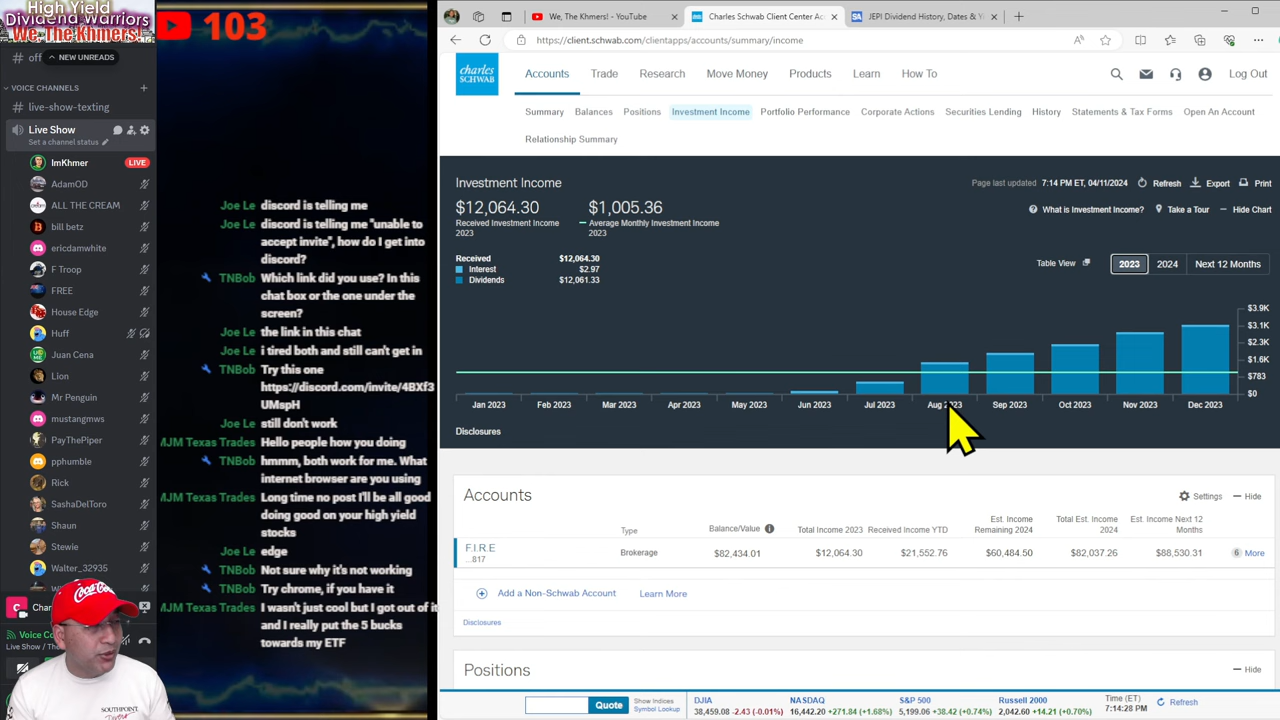 High Yield
Dividend Warriors
We, The Khmers!
103
# off
NEW UNREADS
VOICE CHANNELS
live-show-texting
Live Show
Set a channel status
ImKhmer
LIVE
AdamOD
ALL THE CREAM
bill betz
ericdamwhite
F Troop
FREE
House Edge
Huff
Juan Cena
Lion
Mr Penguin
mustangmws
PayThePiper
pphumble
Rick
SashaDelToro
Shaun
Stewie
Walter_32935
Live Show / The
Joe Le discord is telling me
Joe Le discord is telling me "unable to
accept invite", how do I get into
discord?
TNBob Which link did you use? In this
chat box or the one under the
screen?
Joe Le the link in this chat
Joe Le i tired both and still can't get in
TNBob Try this one
https://discord.com/invite/4BXf3
UMspH
Joe Le still don't work
MJM Texas Trades Hello people how you doing
TNBob hmmm, both work for me. What
internet browser are you using
MJM Texas Trades Long time no post I'll be all good
doing good on your high yield
stocks
Joe Le edge
TNBob Not sure why it's not working
TNBob Try chrome, if you have it
MJM Texas Trades I wasn't just cool but I got out of it
and I really put the 5 bucks
towards my ETF
Coca-Cola
SOUTHPOINT
We, The Khmers! - YouTube
Charles Schwab Client Center Ac
JEPI Dividend History, Dates & Y
https://client.schwab.com/clientapps/accounts/summary/income
charles
SCHWAB
Accounts Trade Research Move Money Products Learn How To Log Out
Summary Balances Positions Investment Income Portfolio Performance Corporate Actions Securities Lending History Statements & Tax Forms Open An Account
Relationship Summary
Investment Income
Page last updated 7:14 PM ET, 04/11/2024 Refresh Export Print
$12,064.30
Received Investment Income
2023
$1,005.36
Average Monthly Investment Income
2023
What is Investment Income? Take a Tour Hide Chart
Received $12,064.30
Interest $2.97
Dividends $12,061.33
Table View 2023 2024 Next 12 Months
$3.9K
$3.1K
$2.3K
$1.6K
$783
$0
Jan 2023 Feb 2023 Mar 2023 Apr 2023 May 2023 Jun 2023 Jul 2023 Aug 2023 Sep 2023 Oct 2023 Nov 2023 Dec 2023
Disclosures
Accounts
Settings Hide
Type Balance/Value Total Income 2023 Received Income YTD Est. Income Remaining 2024 Total Est. Income 2024 Est. Income Next 12 Months
F.I.R.E
...817
Brokerage $82,434.01 $12,064.30 $21,552.76 $60,484.50 $82,037.26 $88,530.31 6 More
Add a Non-Schwab Account Learn More
Disclosures
Positions
Hide
Quote
Show Indices
Symbol Lookup
DJIA
38,459.08 -2.43 (-0.01%)
NASDAQ
16,442.20 +271.84 (+1.68%)
S&P 500
5,199.06 +38.42 (+0.74%)
Russell 2000
2,042.60 +14.21 (+0.70%)
Time (ET)
7:14:28 PM
Refresh